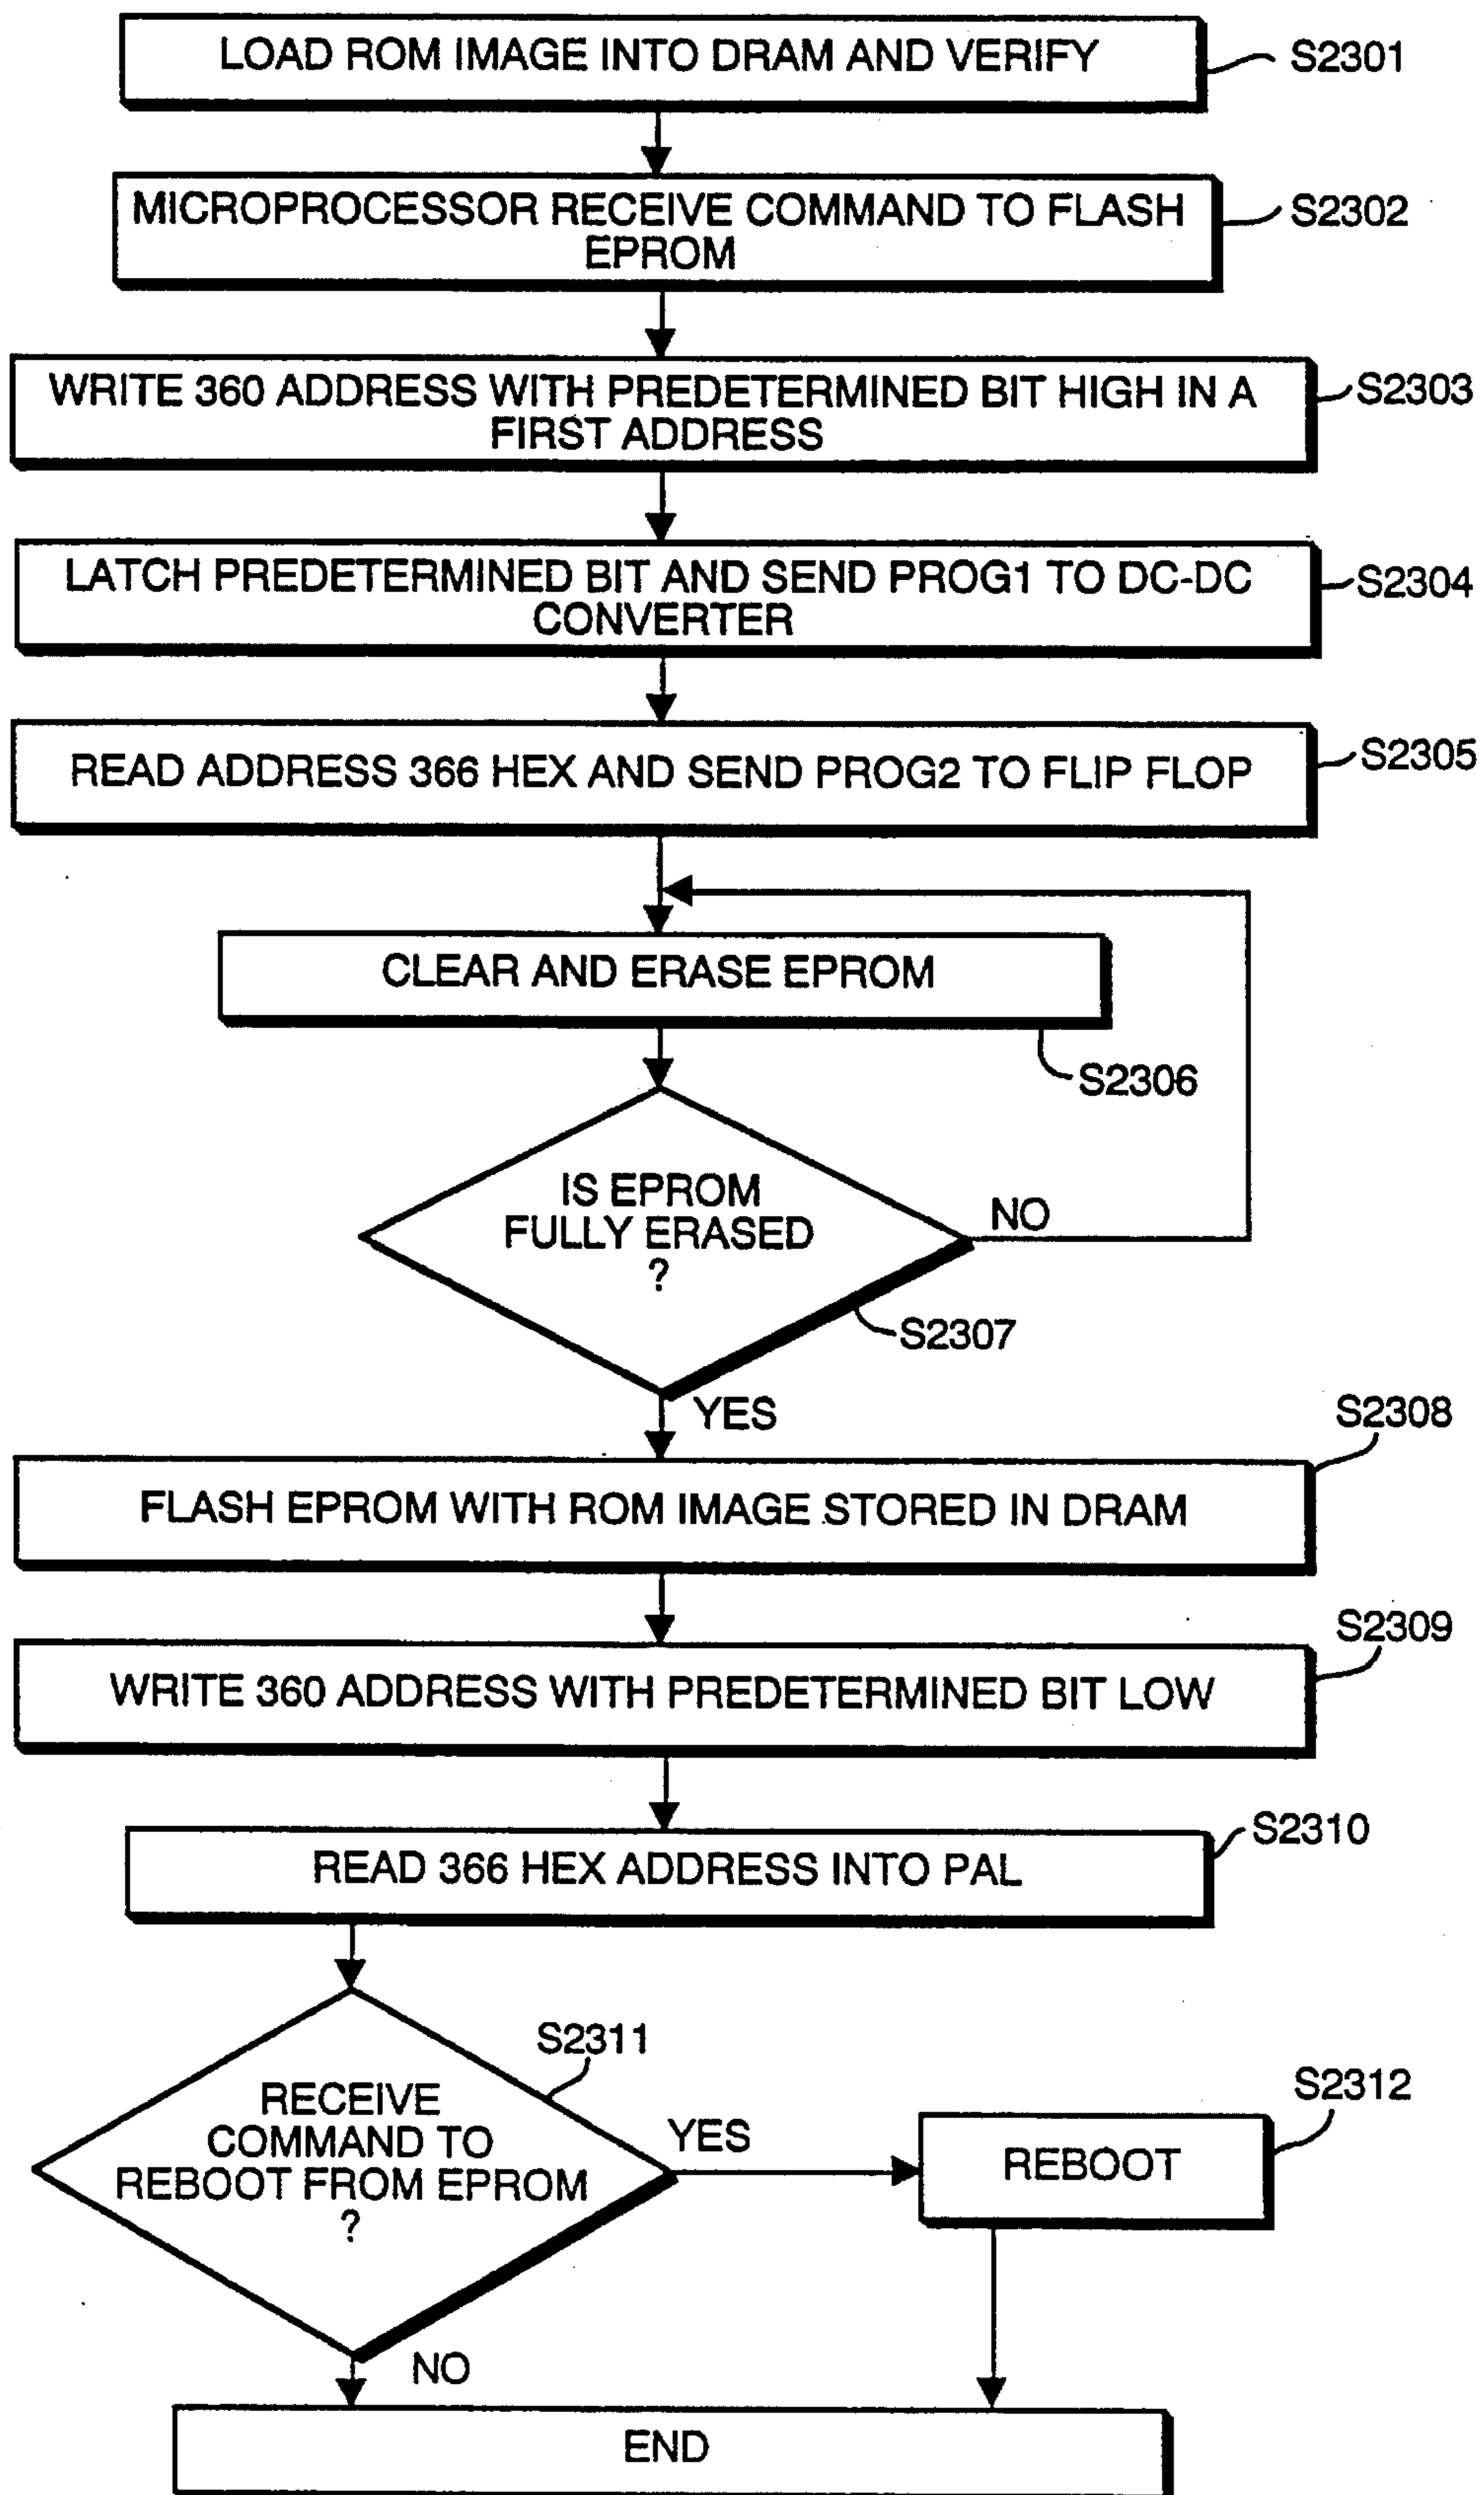 LOAD ROM IMAGE INTO DRAM AND VERIFY
S2301
MICROPROCESSOR RECEIVE COMMAND TO FLASH
EPROM
S2302
WRITE 360 ADDRESS WITH PREDETERMINED BIT HIGH IN A
FIRST ADDRESS
S2303
LATCH PREDETERMINED BIT AND SEND PROG1 TO DC-DC
CONVERTER
S2304
READ ADDRESS 366 HEX AND SEND PROG2 TO FLIP FLOP
S2305
CLEAR AND ERASE EPROM
S2306
IS EPROM
FULLY ERASED
?
NO
S2307
YES
S2308
FLASH EPROM WITH ROM IMAGE STORED IN DRAM
S2309
WRITE 360 ADDRESS WITH PREDETERMINED BIT LOW
S2310
READ 366 HEX ADDRESS INTO PAL
S2311
RECEIVE
COMMAND TO
REBOOT FROM EPROM
?
YES
S2312
REBOOT
NO
END